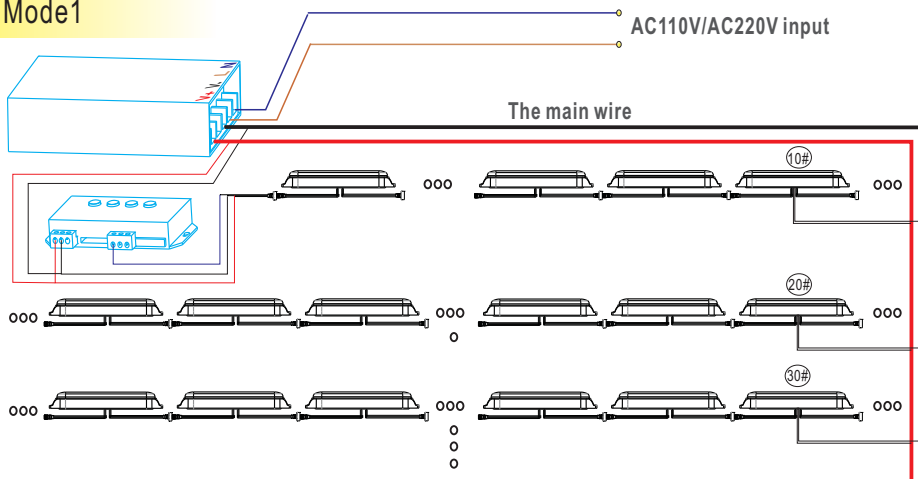 Mode1
AC110V/AC220V input
V+ V- L N
The main wire
10#
20#
30#